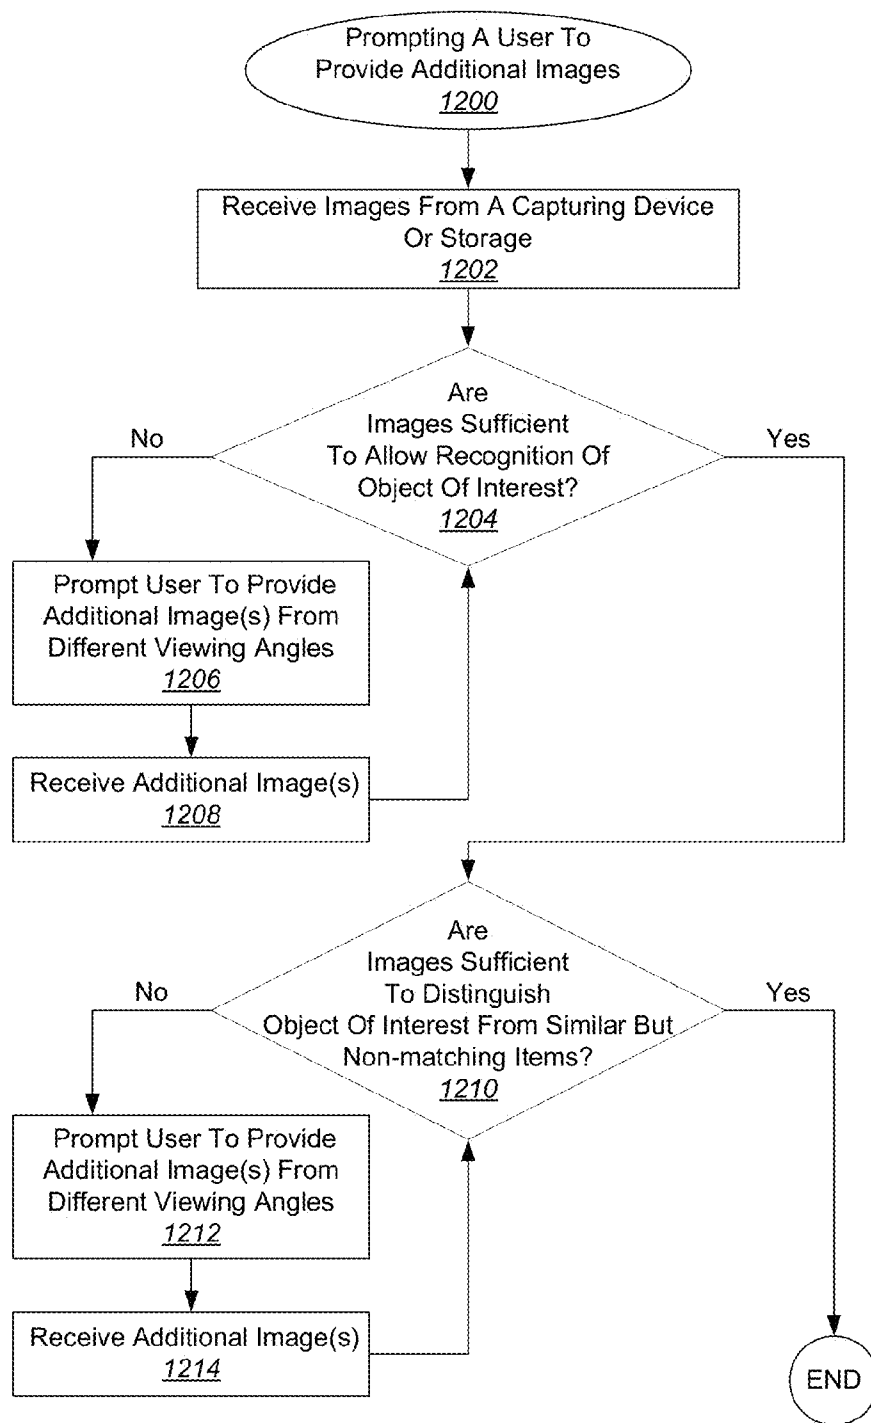 Prompting A User To
Provide Additional Images
1200
Receive Images From A Capturing Device
Or Storage
1202
Are
Images Sufficient
To Allow Recognition Of
Object Of Interest?
1204
No
Yes
Prompt User To Provide
Additional Image(s) From
Different Viewing Angles
1206
Receive Additional Image(s)
1208
Are
Images Sufficient
To Distinguish
Object Of Interest From Similar But
Non-matching Items?
1210
No
Yes
Prompt User To Provide
Additional Image(s) From
Different Viewing Angles
1212
Receive Additional Image(s)
1214
END